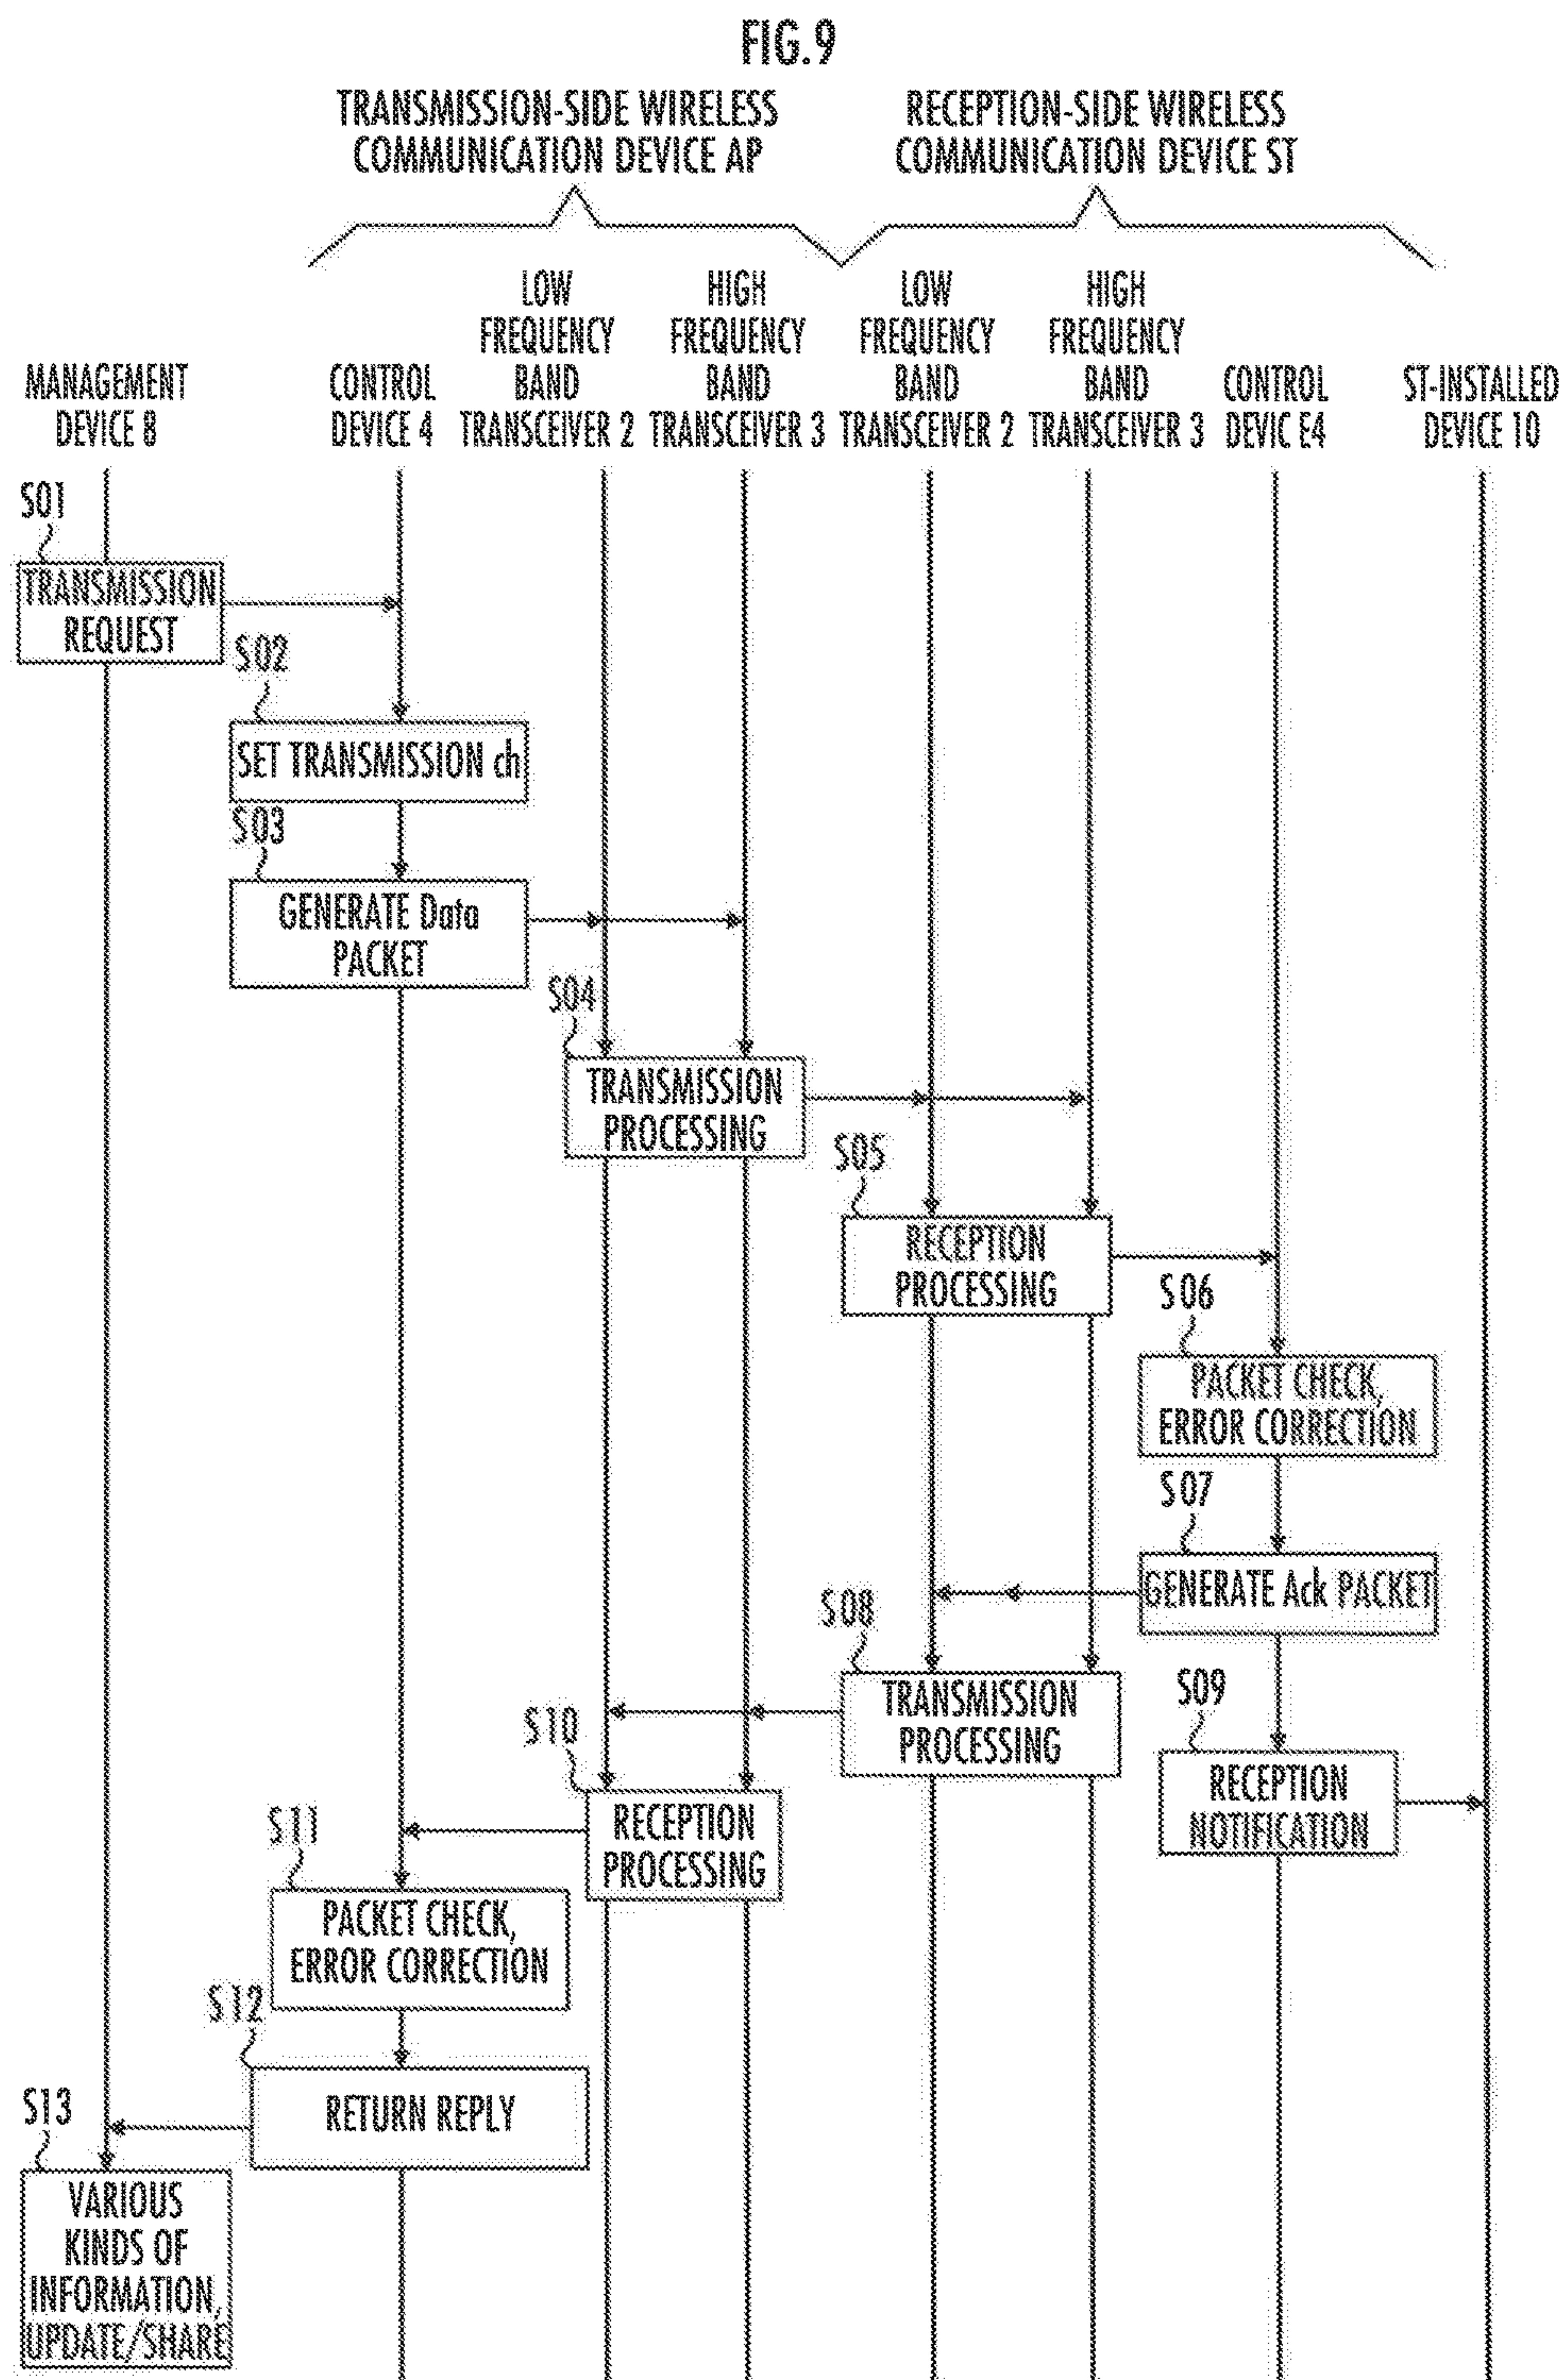 FIG.9
TRANSMISSION-SIDE WIRELESS
COMMUNICATION DEVICE AP
RECEPTION-SIDE WIRELESS
COMMUNICATION DEVICE ST
MANAGEMENT
DEVICE 8
CONTROL
DEVICE 4
LOW
FREQUENCY
BAND
TRANSCEIVER 2
HIGH
FREQUENCY
BAND
TRANSCEIVER 3
LOW
FREQUENCY
BAND
TRANSCEIVER 2
HIGH
FREQUENCY
BAND
TRANSCEIVER 3
CONTROL
DEVIC E4
ST-INSTALLED
DEVICE 10
S01
TRANSMISSION
REQUEST
S02
SET TRANSMISSION ch
S03
GENERATE Data
PACKET
S04
TRANSMISSION
PROCESSING
S05
RECEPTION
PROCESSING
S06
PACKET CHECK,
ERROR CORRECTION
S07
GENERATE Ack PACKET
S08
TRANSMISSION
PROCESSING
S09
RECEPTION
NOTIFICATION
S10
RECEPTION
PROCESSING
S11
PACKET CHECK,
ERROR CORRECTION
S12
RETURN REPLY
S13
VARIOUS
KINDS OF
INFORMATION,
UPDATE/SHARE